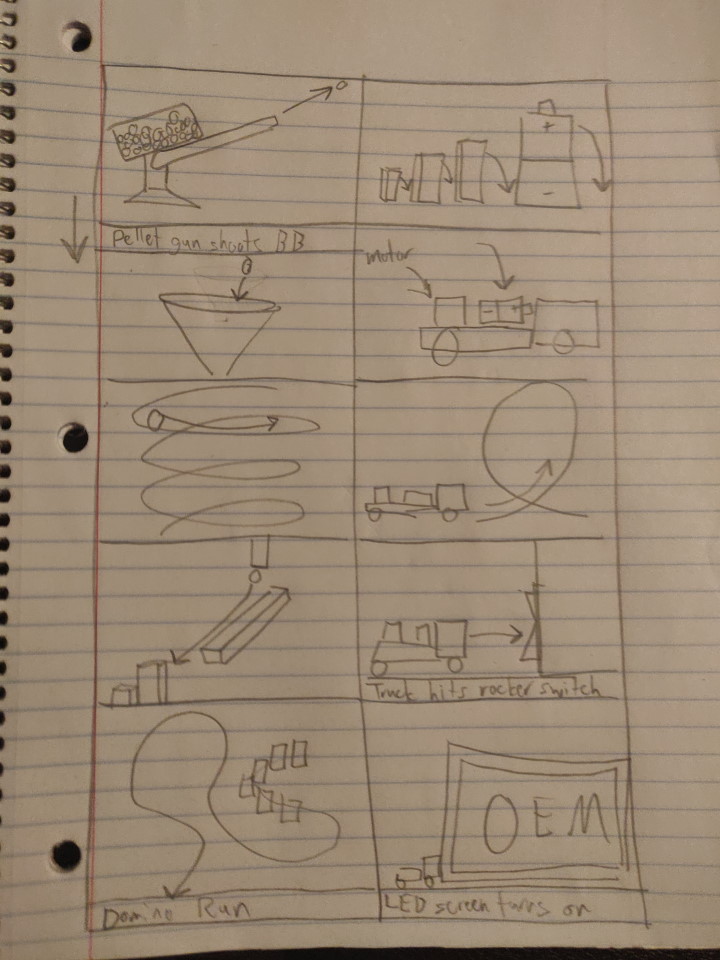 Pellet gun shoots BB
Domino Run
+
-
motor
- +
Truck hits rocker switch
OEM
LED screen turns on